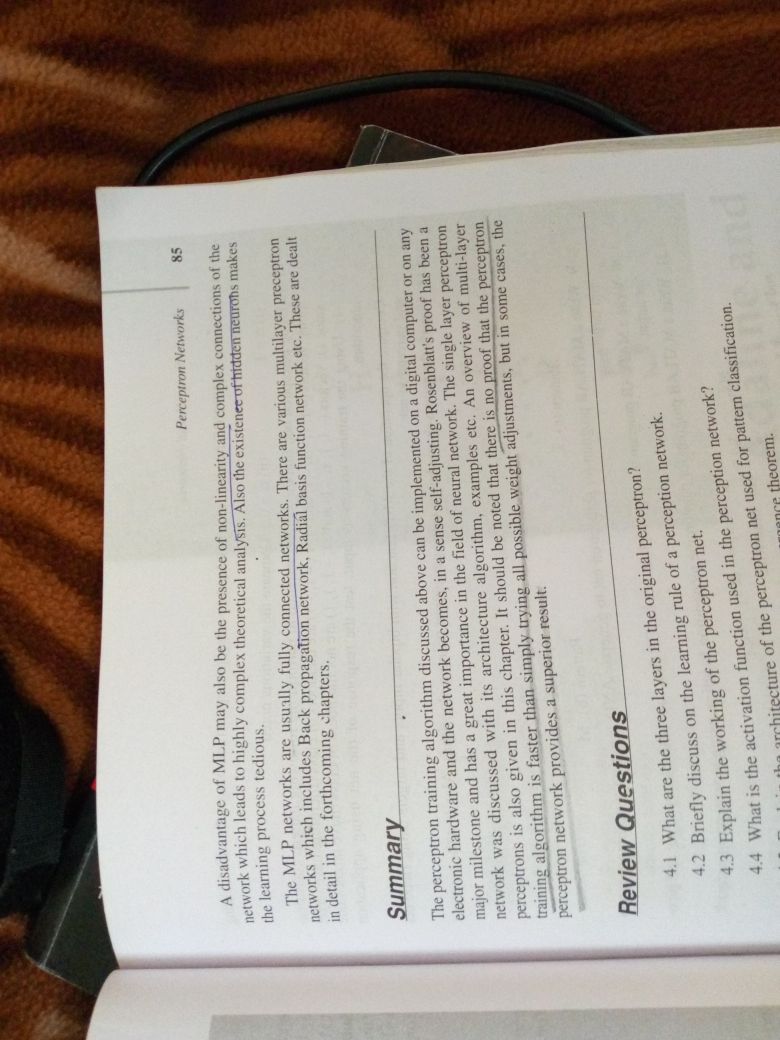 Perceptron Networks 85
A disadvantage of MLP may also be the presence of non-linearity and complex connections of the
network which leads to highly complex theoretical analysis. Also the existence of hidden neurons makes
the learning process tedious.
The MLP networks are usually fully connected networks. There are various multilayer preceptron
networks which includes Back propagation network, Radial basis function network etc. These are dealt
in detail in the forthcoming chapters.
Summary
The perceptron training algorithm discussed above can be implemented on a digital computer or on any
electronic hardware and the network becomes, in a sense self-adjusting. Rosenblatt's proof has been a
major milestone and has a great importance in the field of neural network. The single layer perceptron
network was discussed with its architecture algorithm, examples etc. An overview of multi-layer
perceptrons is also given in this chapter. It should be noted that there is no proof that the perceptron
training algorithm is faster than simply trying all possible weight adjustments, but in some cases, the
perceptron network provides a superior result.
Review Questions
4.1 What are the three layers in the original perceptron?
4.2 Briefly discuss on the learning rule of a perception network.
4.3 Explain the working of the perceptron net.
4.4 What is the activation function used in the perception network?
the architecture of the perceptron net used for pattern classification.
theorem.